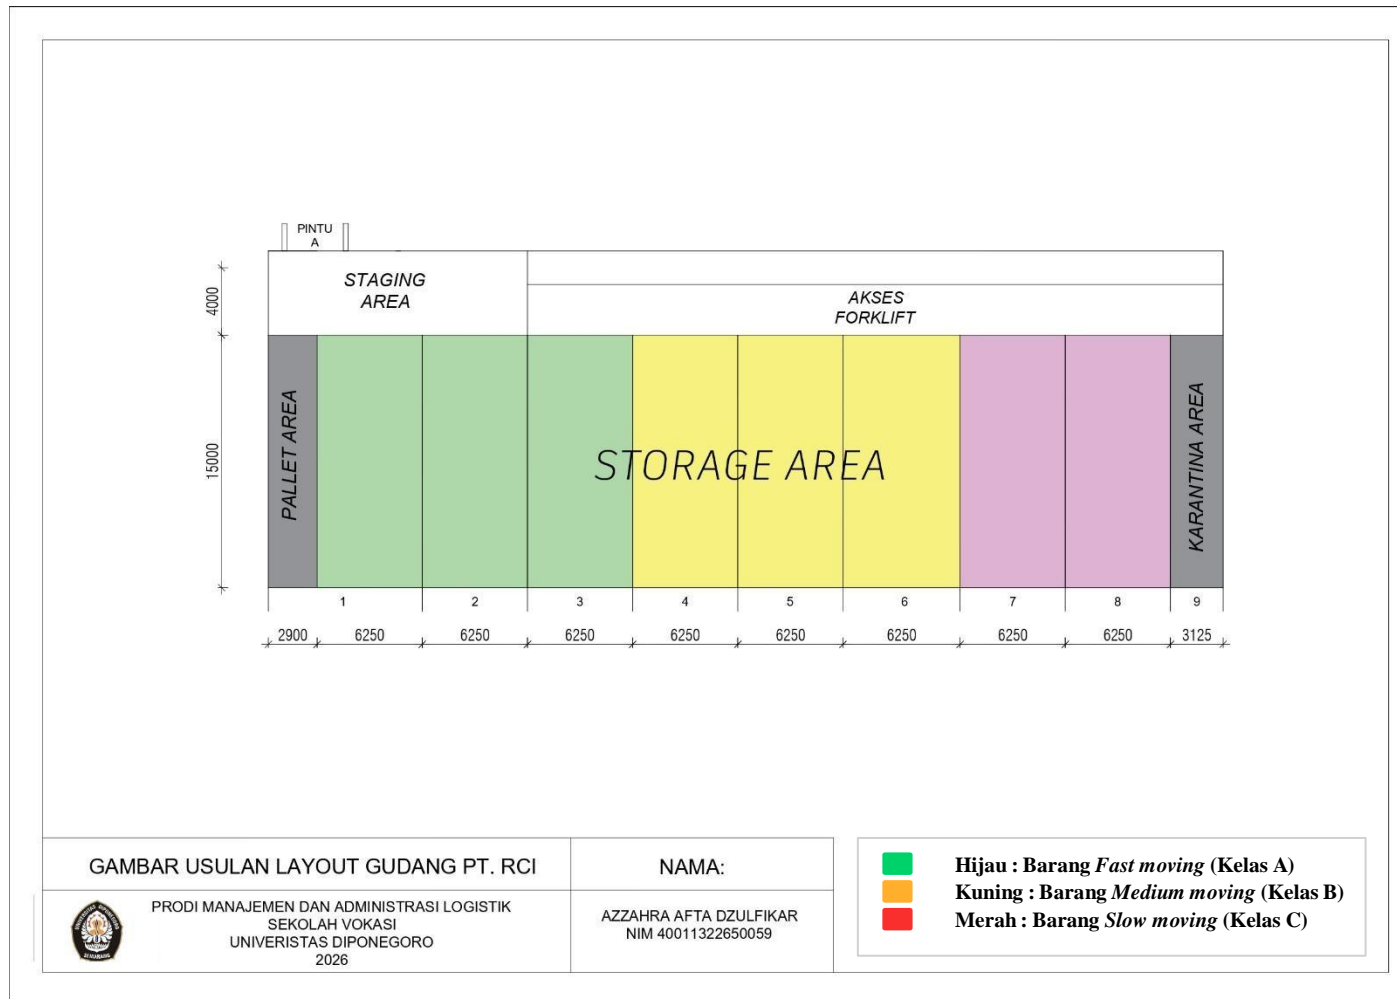 PINTU
A
STAGING
AREA
AKSES
FORKLIFT
4000
15000
PALLET AREA
STORAGE AREA
KARANTINA AREA
1 2 3 4 5 6 7 8 9
2900 6250 6250 6250 6250 6250 6250 6250 6250 3125
GAMBAR USULAN LAYOUT GUDANG PT. RCI
NAMA:
PRODI MANAJEMEN DAN ADMINISTRASI LOGISTIK
SEKOLAH VOKASI
UNIVERISTAS DIPONEGORO
2026
AZZAHRA AFTA DZULFIKAR
NIM 40011322650059
Hijau : Barang Fast moving (Kelas A)
Kuning : Barang Medium moving (Kelas B)
Merah : Barang Slow moving (Kelas C)
UNIVERSITAS DIPONEGORO
SEMARANG